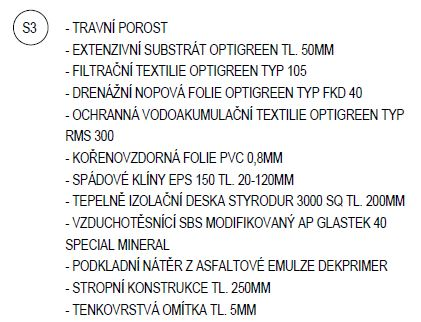 S3
- TRAVNÍ POROST
- EXTENZIVNÍ SUBSTRÁT OPTIGREEN TL. 50MM
- FILTRAČNÍ TEXTILIE OPTIGREEN TYP 105
- DRENÁŽNÍ NOPOVÁ FOLIE OPTIGREEN TYP FKD 40
- OCHRANNÁ VODOAKUMULAČNÍ TEXTILIE OPTIGREEN TYP
RMS 300
- KOŘENOVZDORNÁ FOLIE PVC 0,8MM
- SPÁDOVÉ KLÍNY EPS 150 TL. 20-120MM
- TEPELNĚ IZOLAČNÍ DESKA STYRODUR 3000 SQ TL. 200MM
- VZDUCHOTĚSNÍCÍ SBS MODIFIKOVANÝ AP GLASTEK 40
SPECIAL MINERAL
- PODKLADNÍ NÁTĚR Z ASFALTOVÉ EMULZE DEKPRIMER
- STROPNÍ KONSTRUKCE TL. 250MM
- TENKOVRSTVÁ OMÍTKA TL. 5MM